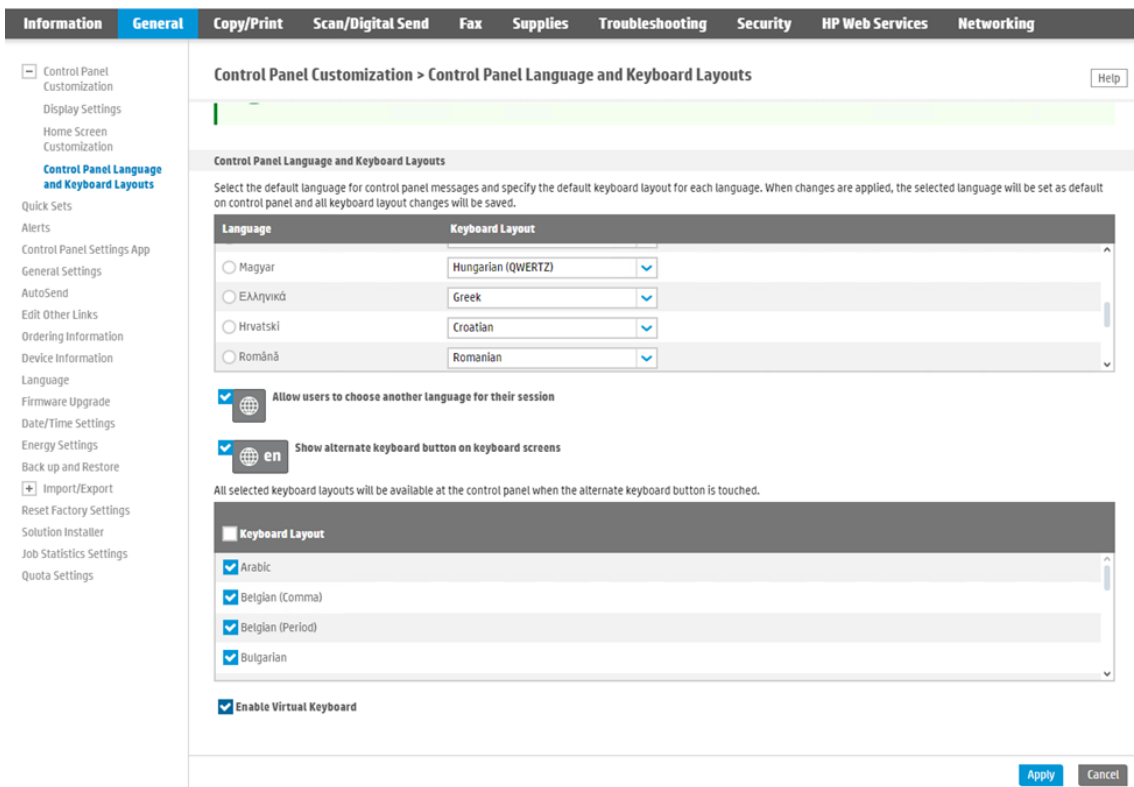 Information General Copy/Print Scan/Digital Send Fax Supplies Troubleshooting Security HP Web Services Networking
Control Panel
Customization
Display Settings
Home Screen
Customization
Control Panel Language
and Keyboard Layouts
Quick Sets
Alerts
Control Panel Settings App
General Settings
AutoSend
Edit Other Links
Ordering Information
Device Information
Language
Firmware Upgrade
Date/Time Settings
Energy Settings
Back up and Restore
Import/Export
Reset Factory Settings
Solution Installer
Job Statistics Settings
Quota Settings
Control Panel Customization > Control Panel Language and Keyboard Layouts
Help
Control Panel Language and Keyboard Layouts
Select the default language for control panel messages and specify the default keyboard layout for each language. When changes are applied, the selected language will be set as default
on control panel and all keyboard layout changes will be saved.
Language Keyboard Layout
Magyar Hungarian (QWERTZ)
Ελληνικά Greek
Hrvatski Croatian
Română Romanian
Allow users to choose another language for their session
en Show alternate keyboard button on keyboard screens
All selected keyboard layouts will be available at the control panel when the alternate keyboard button is touched.
Keyboard Layout
Arabic
Belgian (Comma)
Belgian (Period)
Bulgarian
Enable Virtual Keyboard
Apply Cancel